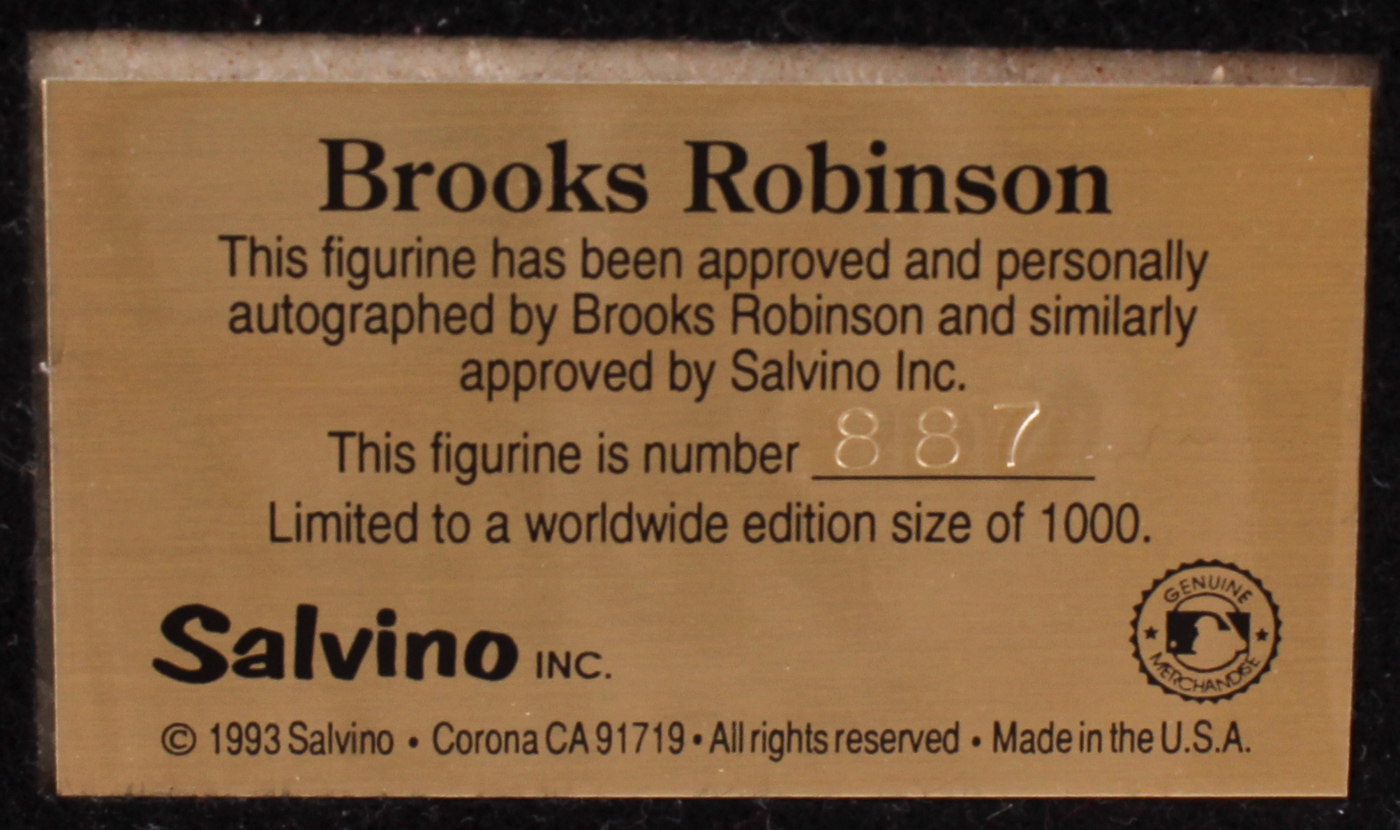 Brooks Robinson
This figurine has been approved and personally
autographed by Brooks Robinson and similarly
approved by Salvino Inc.
This figurine is number 887
Limited to a worldwide edition size of 1000.
GENUINE
MERCHANDISE
Salvino INC.
© 1993 Salvino • Corona CA 91719 • All rights reserved • Made in the U.S.A.